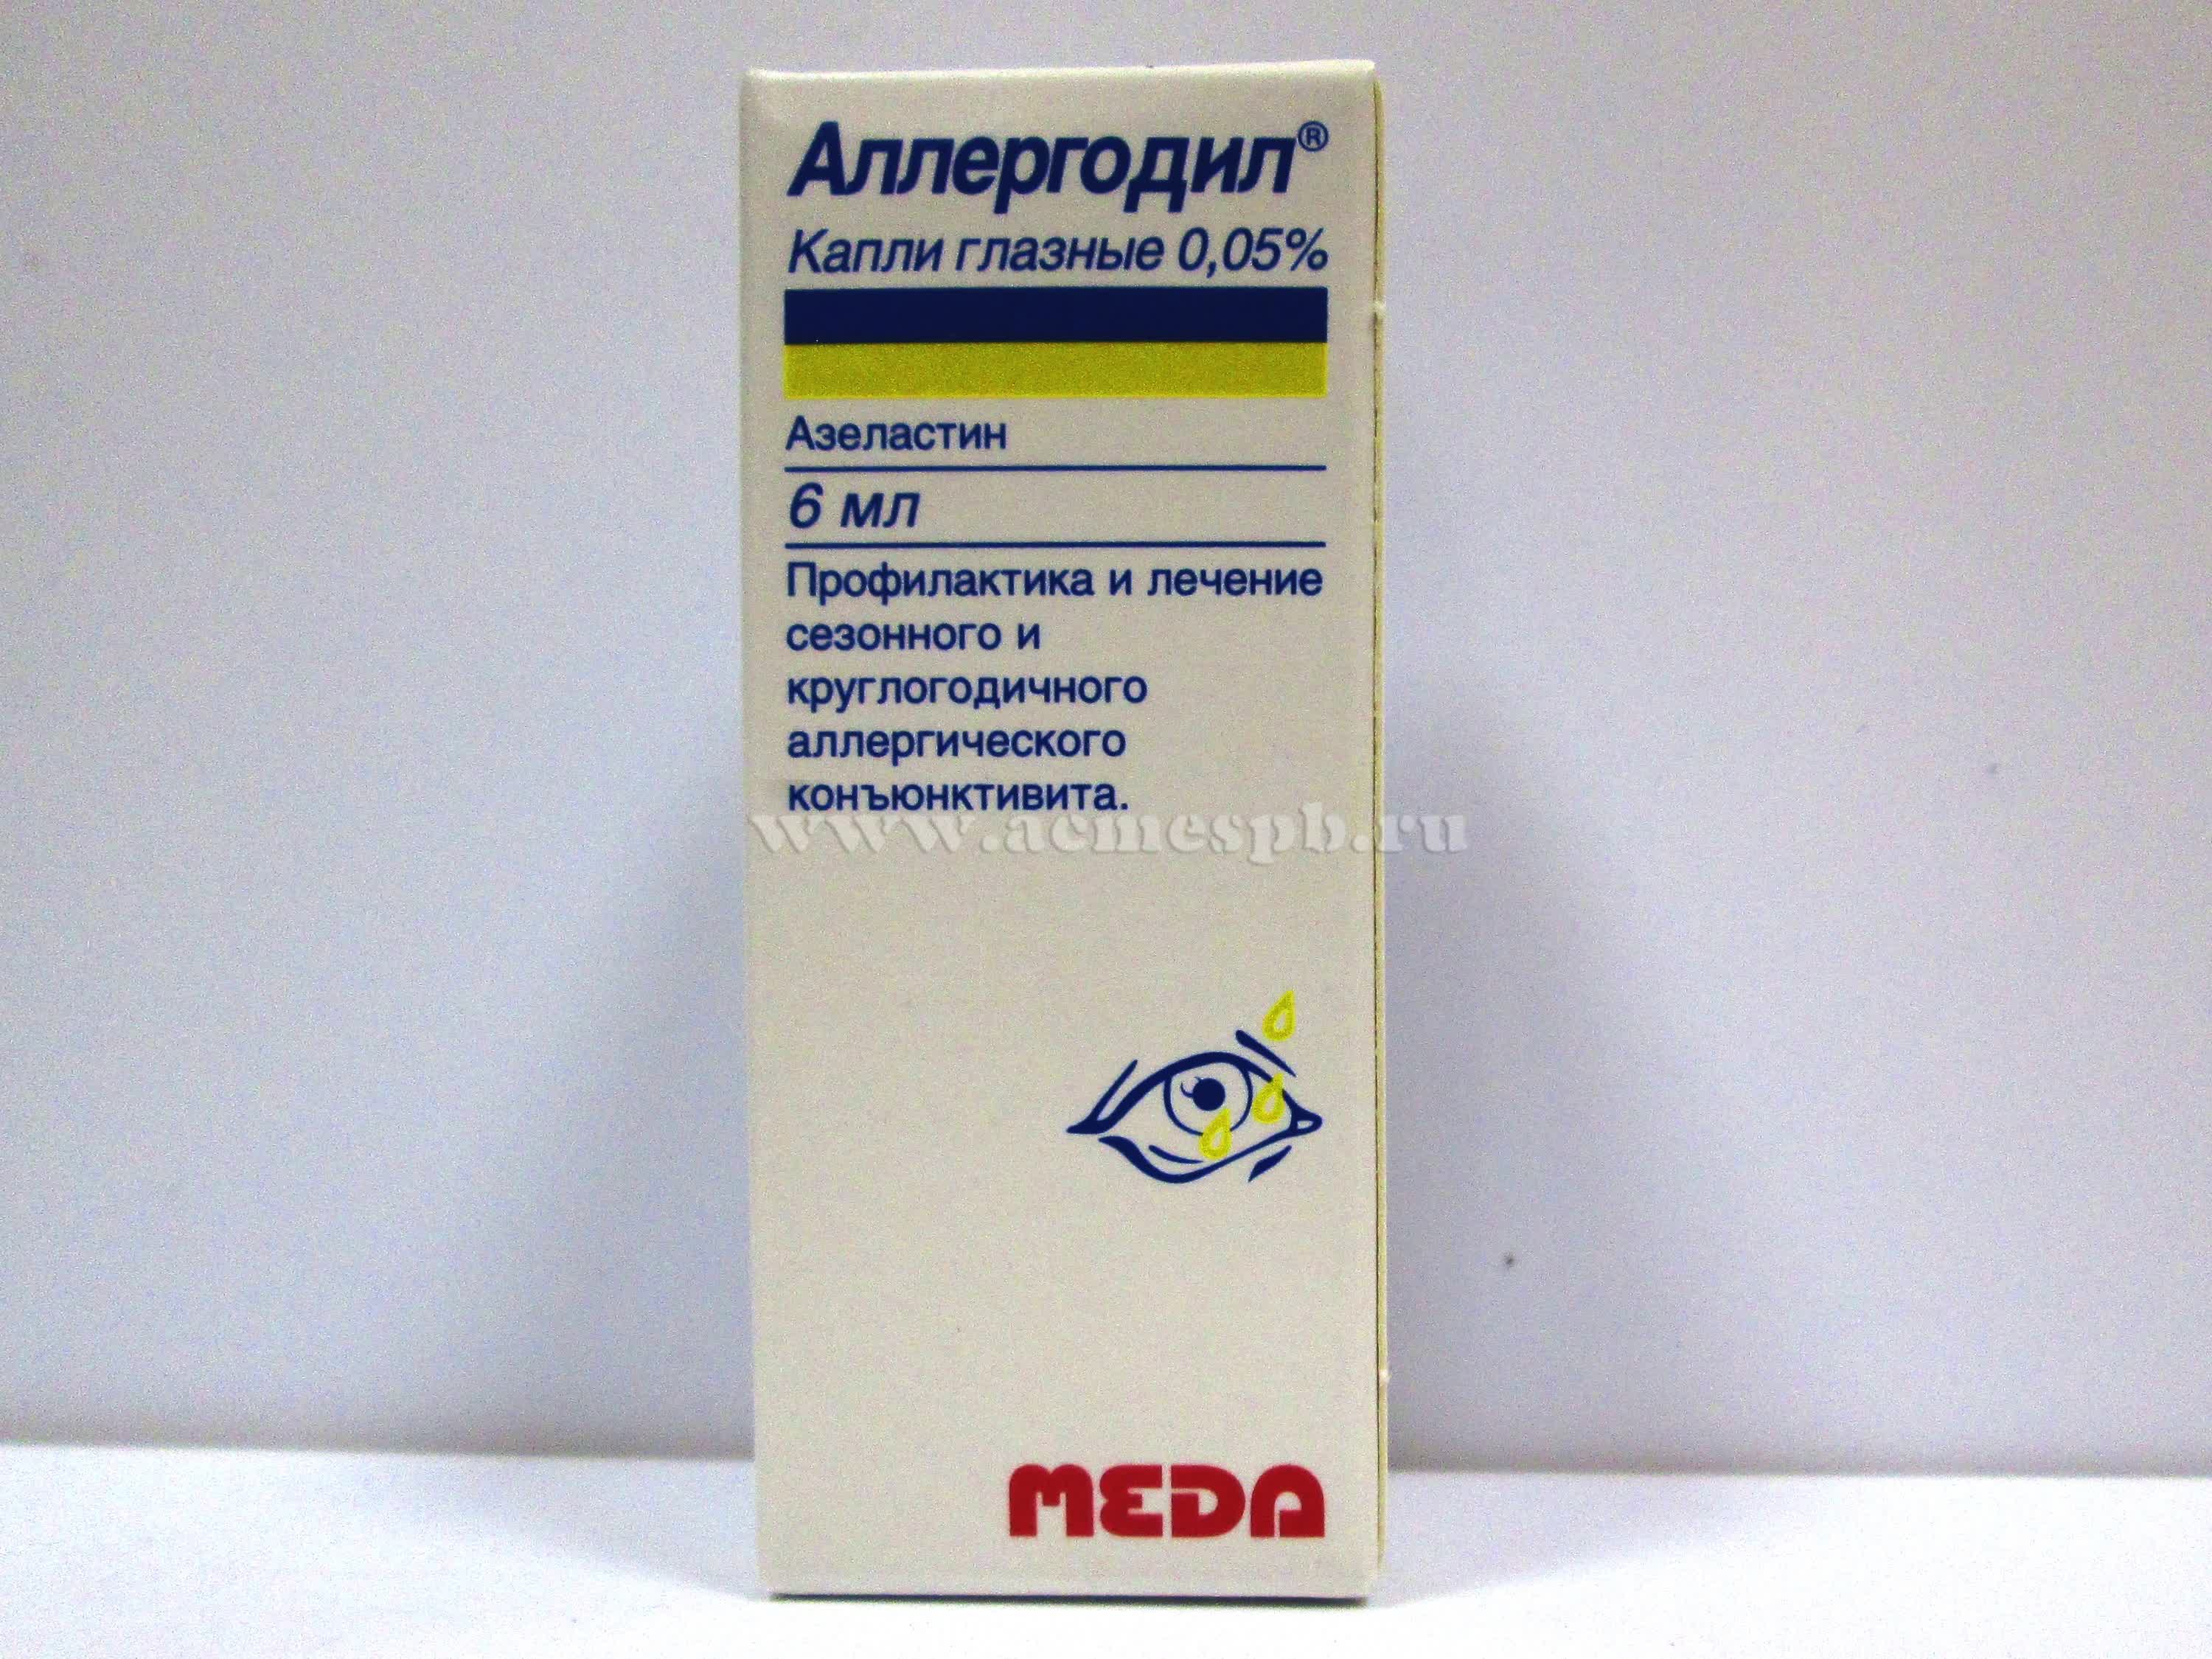 Аллергодил®
Капли глазные 0,05%
Азеластин
6 мл
Профилактика и лечение
сезонного и
круглогодичного
аллергического
конъюнктивита.
www.acmespb.ru
MEDA